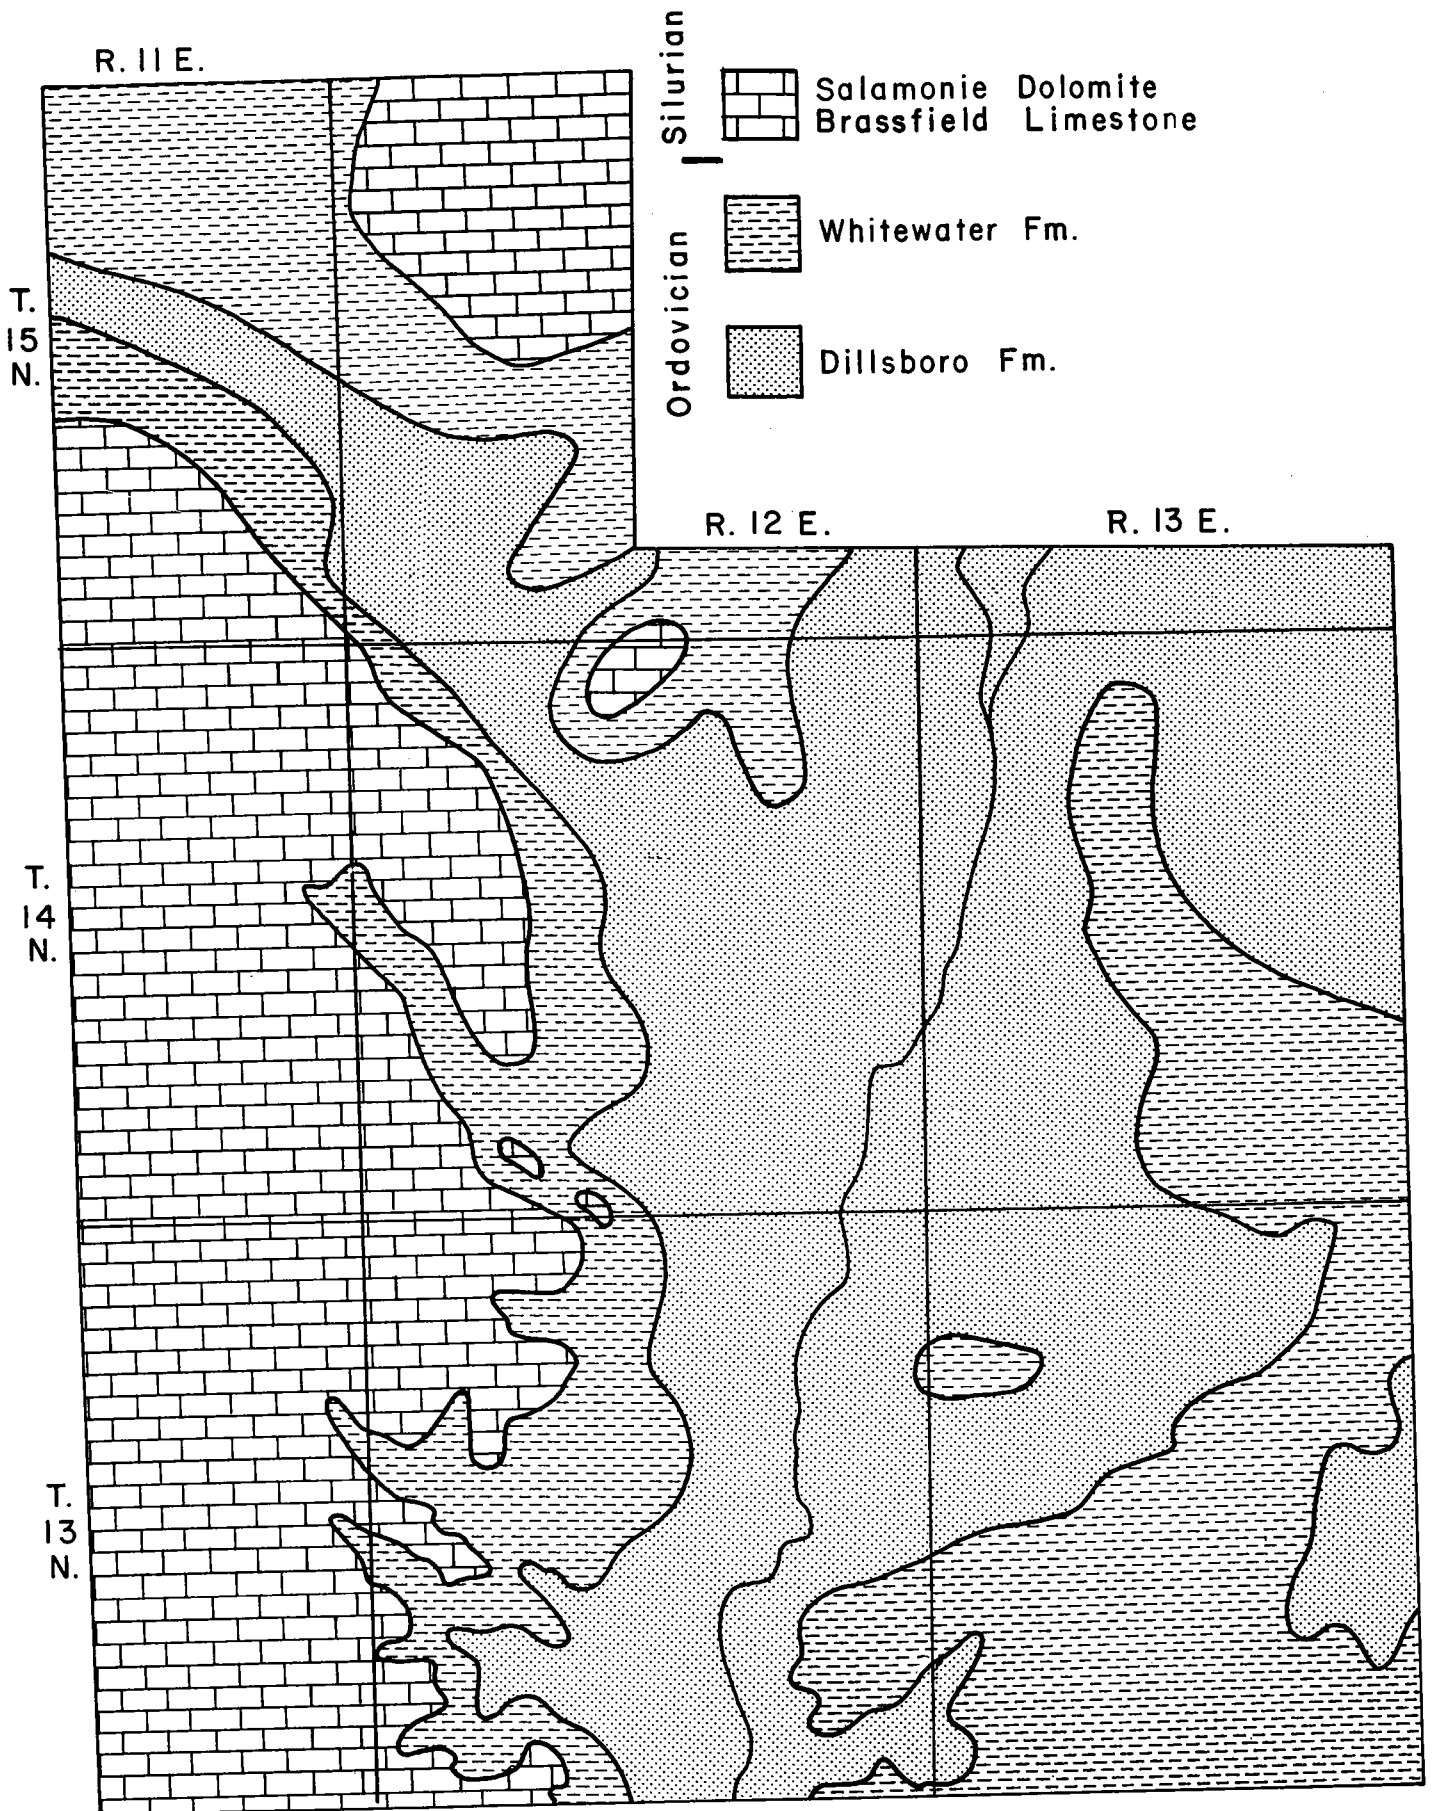 R. 11 E.
Silurian
Salamonie Dolomite
Brassfield Limestone
Ordovician
Whitewater Fm.
Dillsboro Fm.
T.
15
N.
R. 12 E.
R. 13 E.
T.
14
N.
T.
13
N.